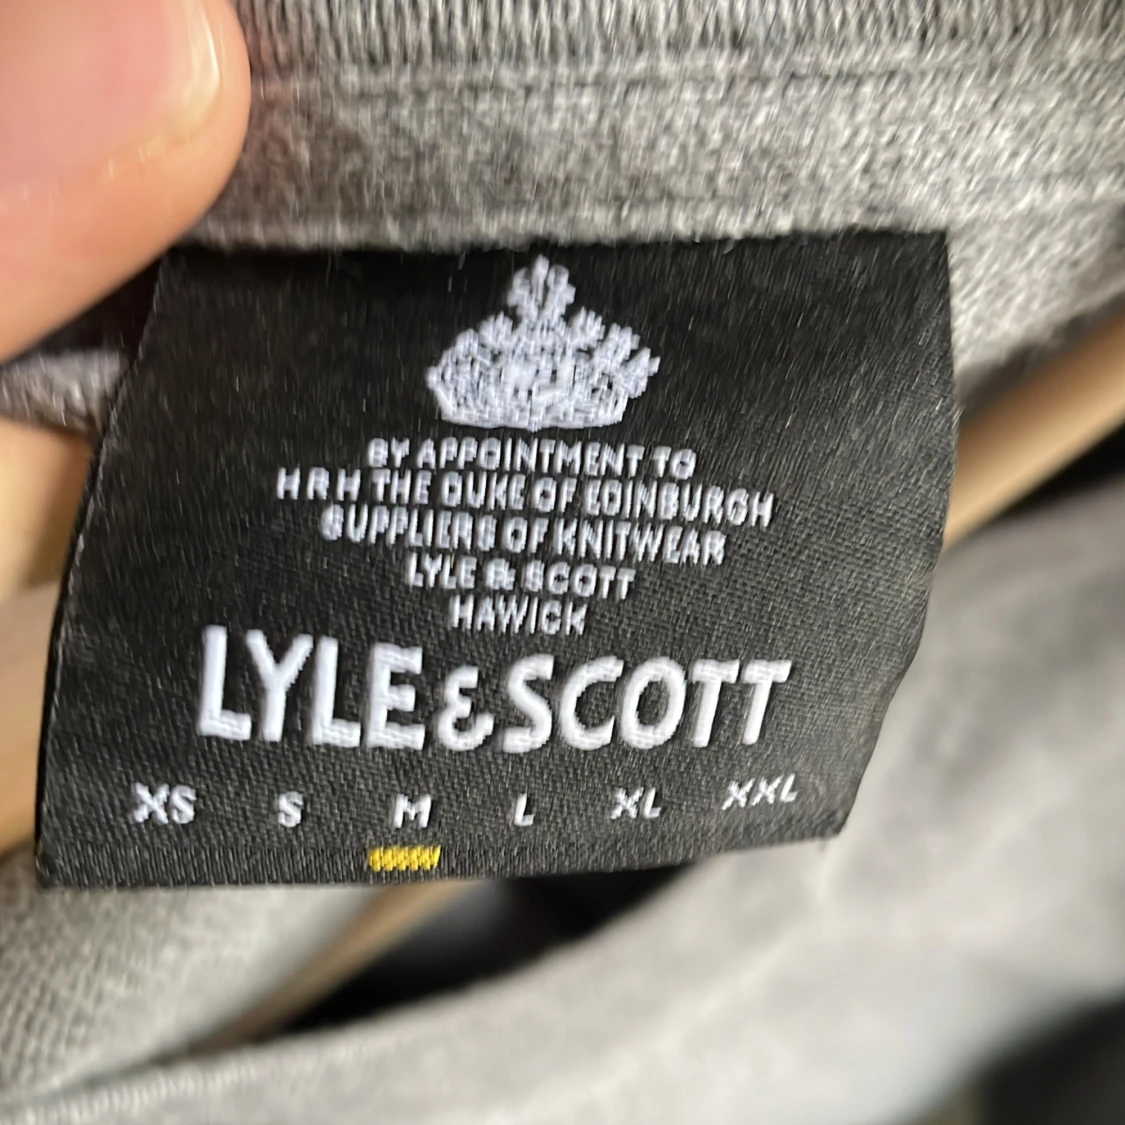 BY APPOINTMENT TO
H R H THE DUKE OF EDINBURGH
SUPPLIERS OF KNITWEAR
LYLE & SCOTT
HAWICK
LYLE & SCOTT
XS S M L XL XXL